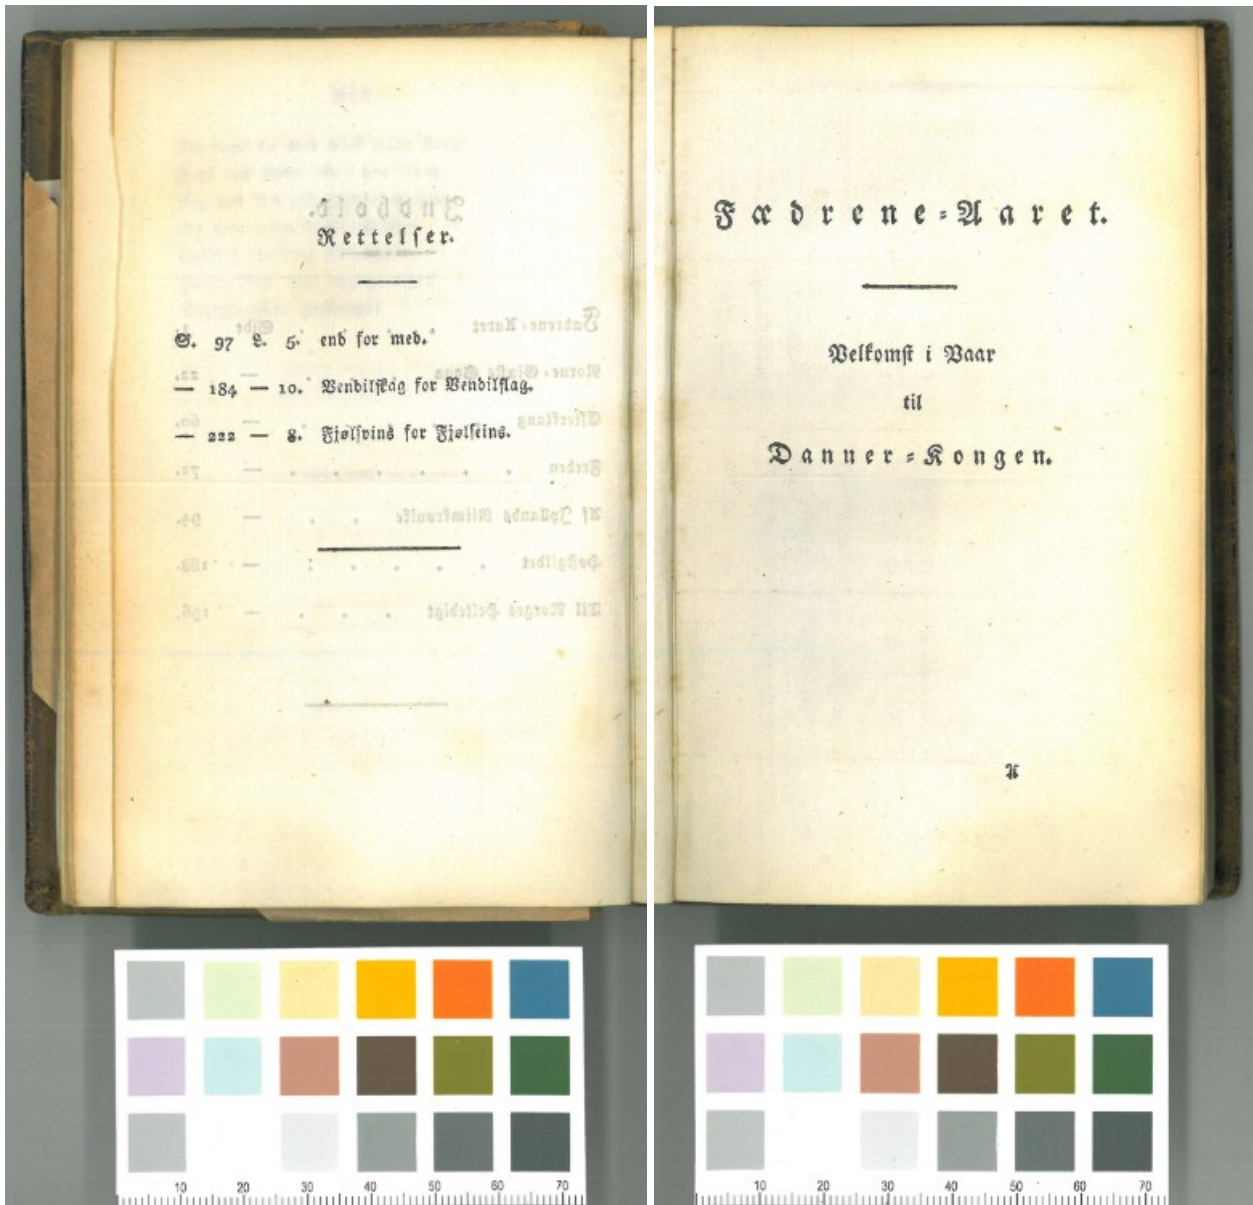 Rettelser.
S. 97 L. 5. end for med.
— 184 — 10. Vendilskag for Vendilslag.
— 222 — 8. Fjølsvins for Fjølseins.
Fædrene-Aaret.
Velkomst i Vaar
til
Danner-Kongen.
A
10 20 30 40 50 60 70
10 20 30 40 50 60 70